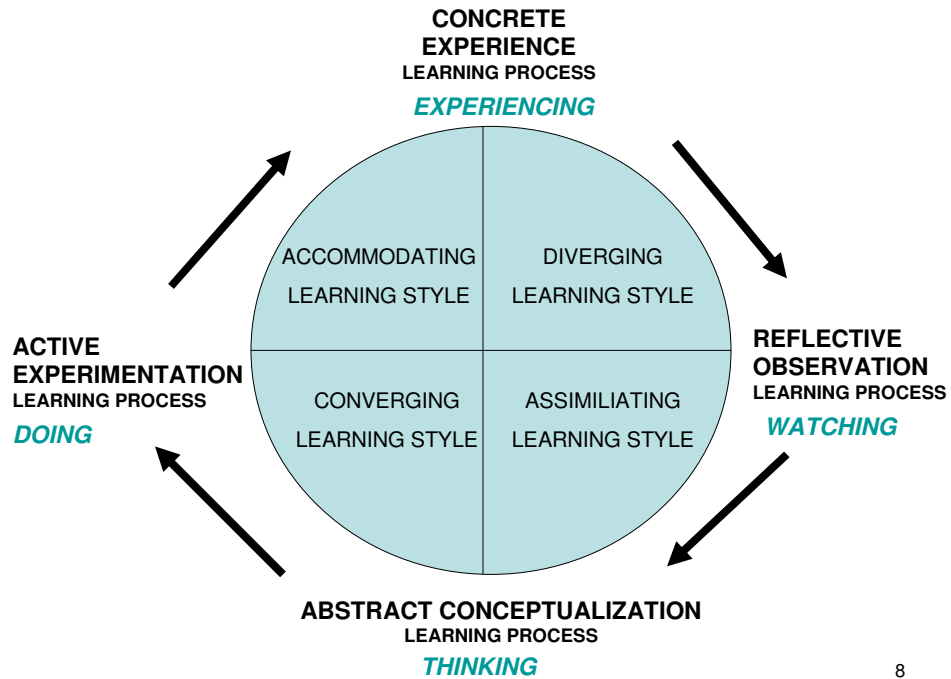 CONCRETE
EXPERIENCE
LEARNING PROCESS
EXPERIENCING
ACCOMMODATING
LEARNING STYLE
DIVERGING
LEARNING STYLE
ACTIVE
EXPERIMENTATION
LEARNING PROCESS
DOING
REFLECTIVE
OBSERVATION
LEARNING PROCESS
WATCHING
CONVERGING
LEARNING STYLE
ASSIMILIATING
LEARNING STYLE
ABSTRACT CONCEPTUALIZATION
LEARNING PROCESS
THINKING
8